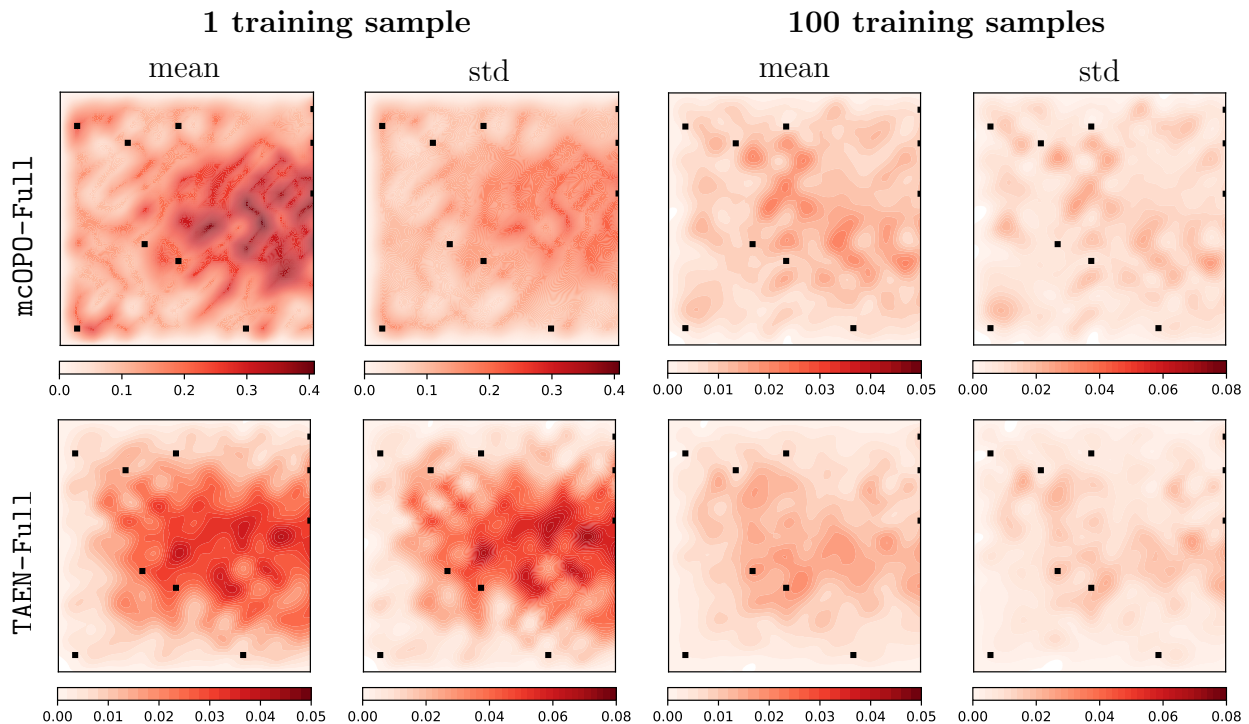 1 training sample 100 training samples
mean std mean std
mcOPO-Full
0.0 0.1 0.2 0.3 0.4 0.0 0.1 0.2 0.3 0.4 0.00 0.01 0.02 0.03 0.04 0.05 0.00 0.02 0.04 0.06 0.08
TAEN-Full
0.00 0.01 0.02 0.03 0.04 0.05 0.00 0.02 0.04 0.06 0.08 0.00 0.01 0.02 0.03 0.04 0.05 0.00 0.02 0.04 0.06 0.08